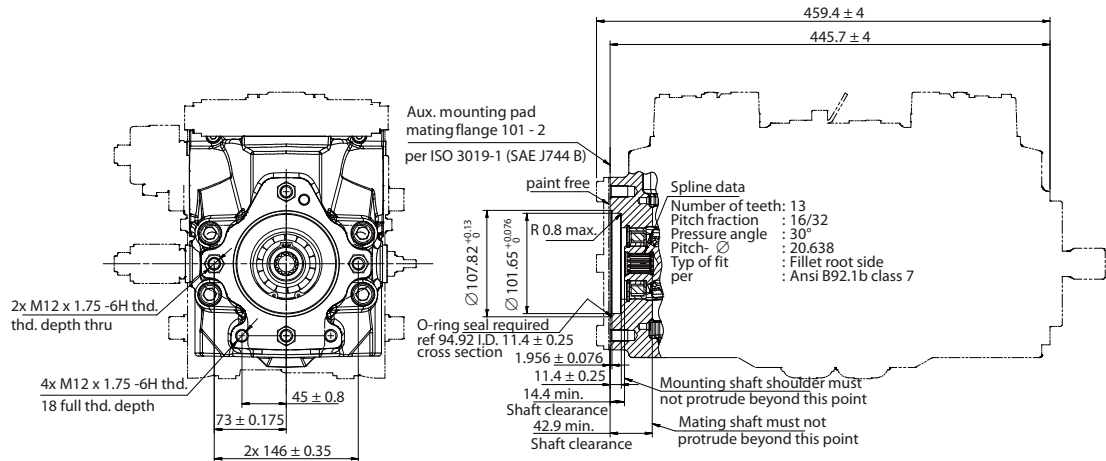 459.4 ± 4
445.7 ± 4
Aux. mounting pad
mating flange 101 - 2
per ISO 3019-1 (SAE J744 B)
paint free
R 0.8 max.
Spline data
Number of teeth: 13
Pitch fraction : 16/32
Pressure angle : 30°
Pitch- ∅ : 20.638
Typ of fit : Fillet root side
per : Ansi B92.1b class 7
∅ 107.82 +0.13 0
∅ 101.65 +0.076 0
2x M12 x 1.75 -6H thd.
thd. depth thru
O-ring seal required
ref 94.92 I.D. 11.4 ± 0.25
cross section
1.956 ± 0.076
11.4 ± 0.25
14.4 min.
Shaft clearance
42.9 min.
Shaft clearance
Mounting shaft shoulder must
not protrude beyond this point
Mating shaft must not
protrude beyond this point
4x M12 x 1.75 -6H thd.
18 full thd. depth
45 ± 0.8
73 ± 0.175
2x 146 ± 0.35